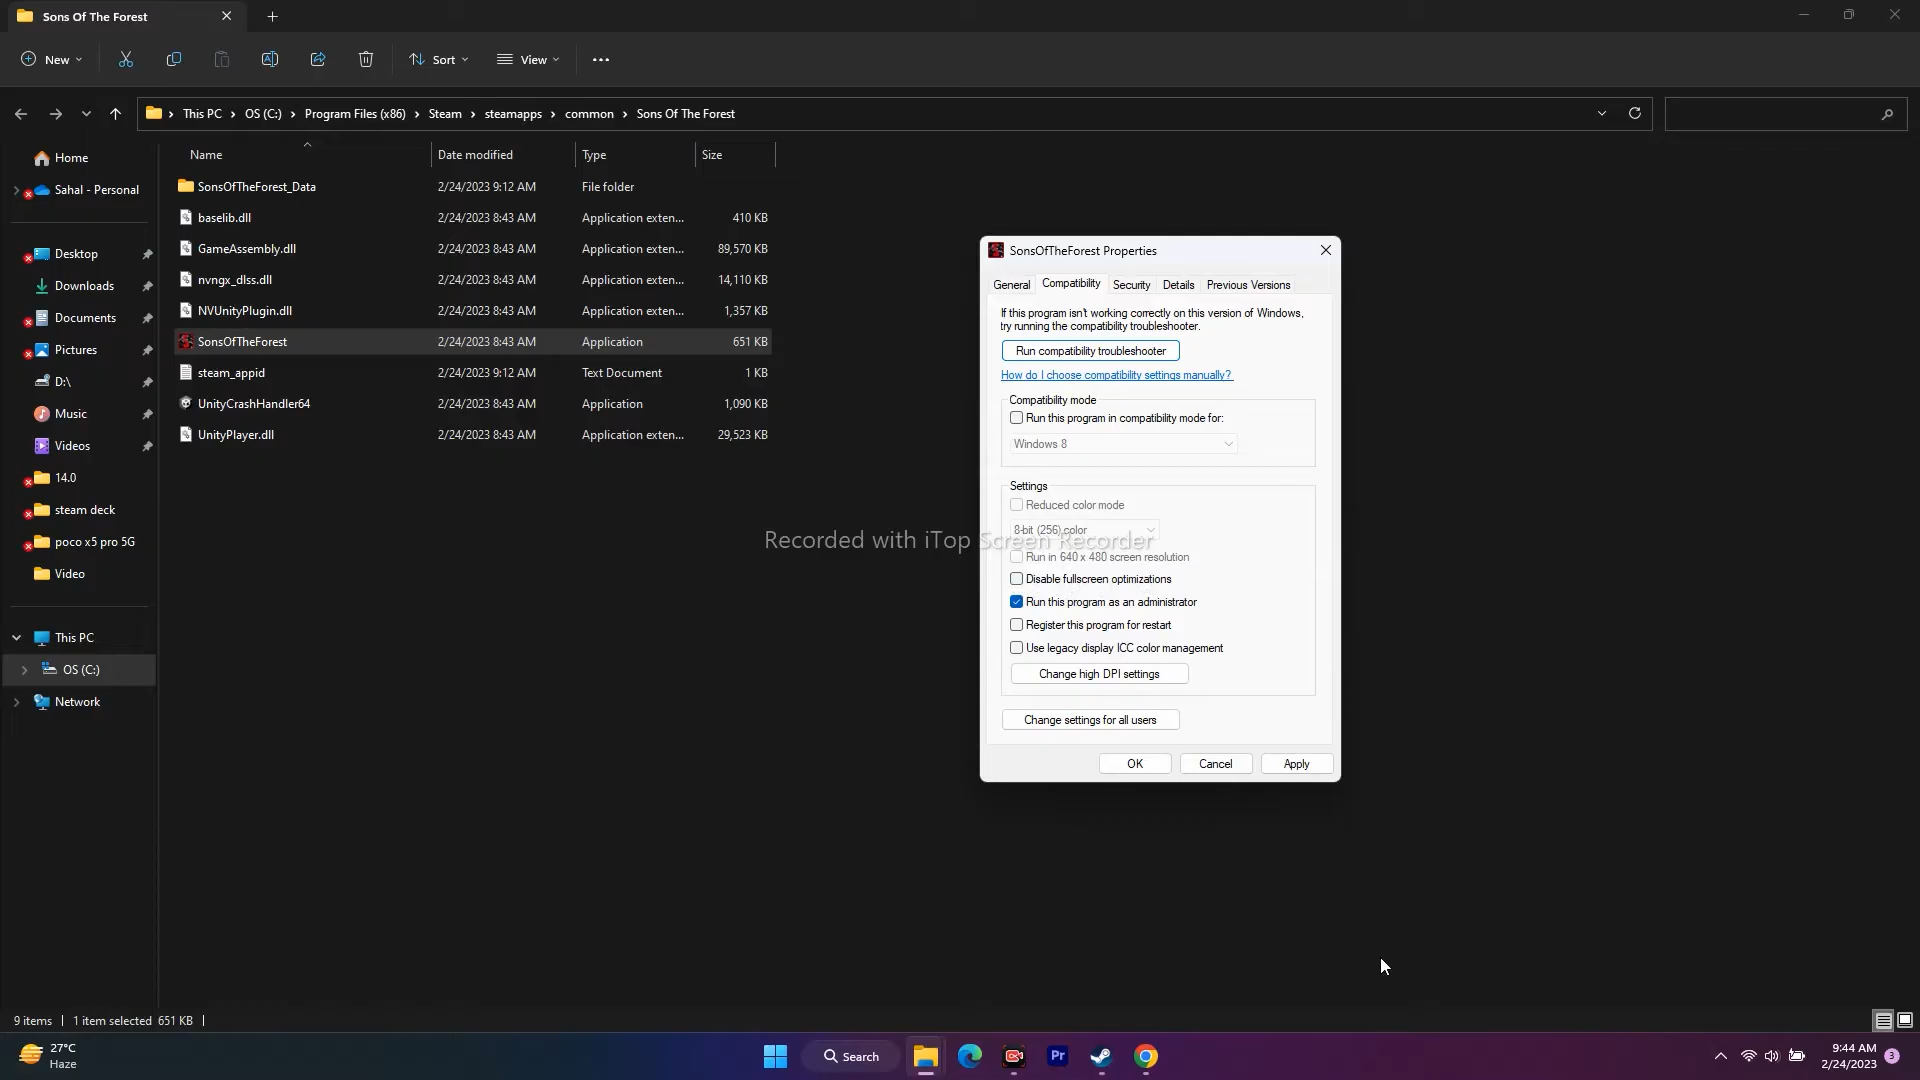 Sons Of The Forest
New
Sort
View
This PC
OS (C:)
Program Files (x86)
Steam
steamapps
common
Sons Of The Forest
Name
Date modified
Type
Size
Home
Sahal - Personal
Desktop
Downloads
Documents
Pictures
D:\
Music
Videos
14.0
steam deck
poco x5 pro 5G
Video
This PC
OS (C:)
Network
SonsOfTheForest_Data 2/24/2023 9:12 AM File folder
baselib.dll 2/24/2023 8:43 AM Application exten... 410 KB
GameAssembly.dll 2/24/2023 8:43 AM Application exten... 89,570 KB
nvngx_dlss.dll 2/24/2023 8:43 AM Application exten... 14,110 KB
NVUnityPlugin.dll 2/24/2023 8:43 AM Application exten... 1,357 KB
SonsOfTheForest 2/24/2023 8:43 AM Application 651 KB
steam_appid 2/24/2023 9:12 AM Text Document 1 KB
UnityCrashHandler64 2/24/2023 8:43 AM Application 1,090 KB
UnityPlayer.dll 2/24/2023 8:43 AM Application exten... 29,523 KB
SonsOfTheForest Properties
General
Compatibility
Security
Details
Previous Versions
If this program isn't working correctly on this version of Windows,
try running the compatibility troubleshooter.
Run compatibility troubleshooter
How do I choose compatibility settings manually?
Compatibility mode
Run this program in compatibility mode for:
Windows 8
Settings
Reduced color mode
8-bit (256) color
Recorded with iTop Screen Recorder
Run in 640 x 480 screen resolution
Disable fullscreen optimizations
Run this program as an administrator
Register this program for restart
Use legacy display ICC color management
Change high DPI settings
Change settings for all users
OK
Cancel
Apply
9 items
1 item selected 651 KB
27°C
Haze
Search
Pr
9:44 AM
2/24/2023
3